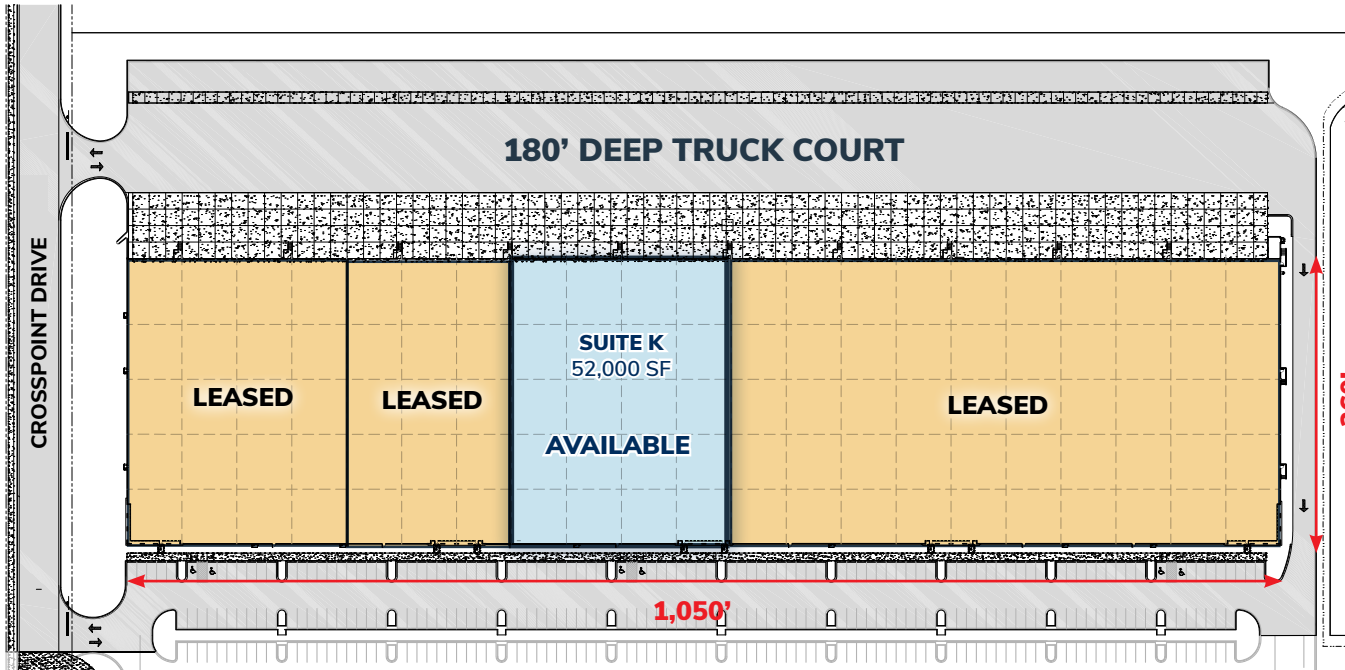 180’ DEEP TRUCK COURT
CROSSPOINT DRIVE
SUITE K
52,000 SF
LEASED
LEASED
AVAILABLE
LEASED
1,050’